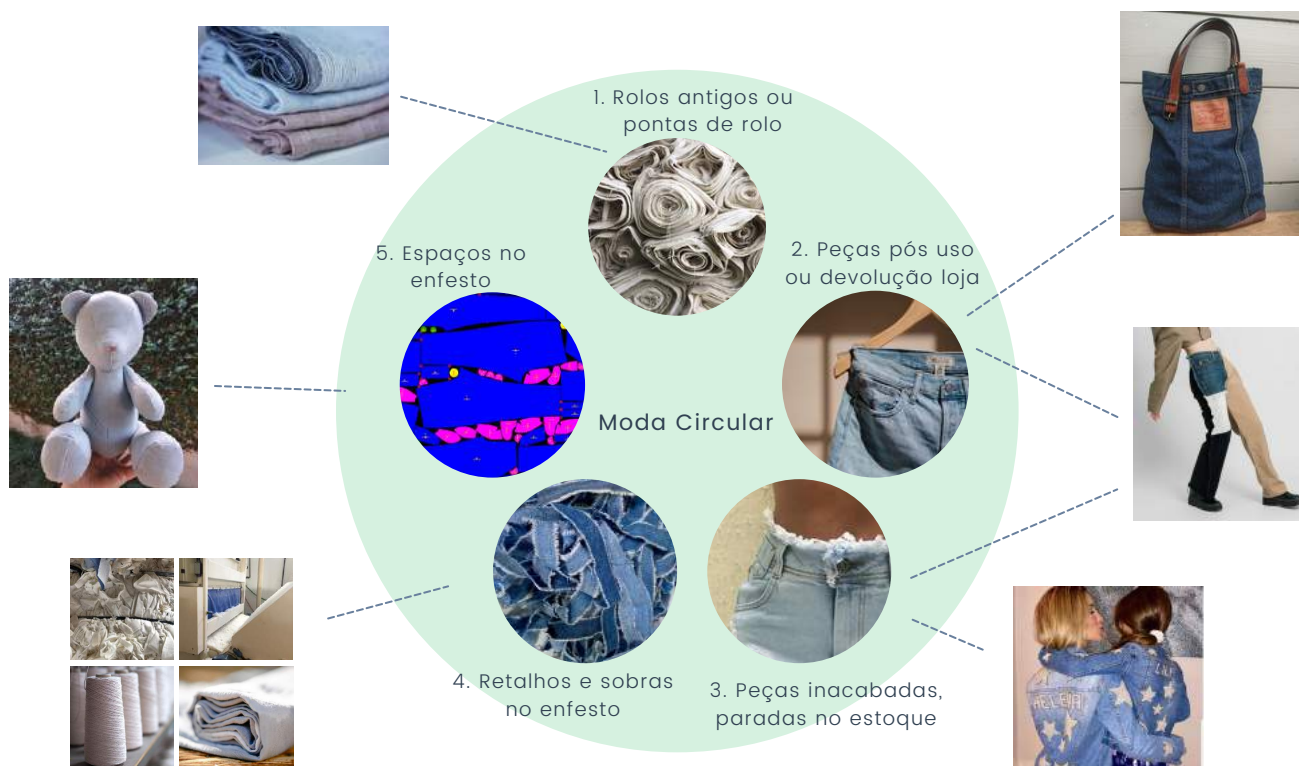 1. Rolos antigos ou
pontas de rolo
5. Espaços no
enfesto
2. Peças pós uso
ou devolução loja
Moda Circular
4. Retalhos e sobras
no enfesto
3. Peças inacabadas,
paradas no estoque
HELENA